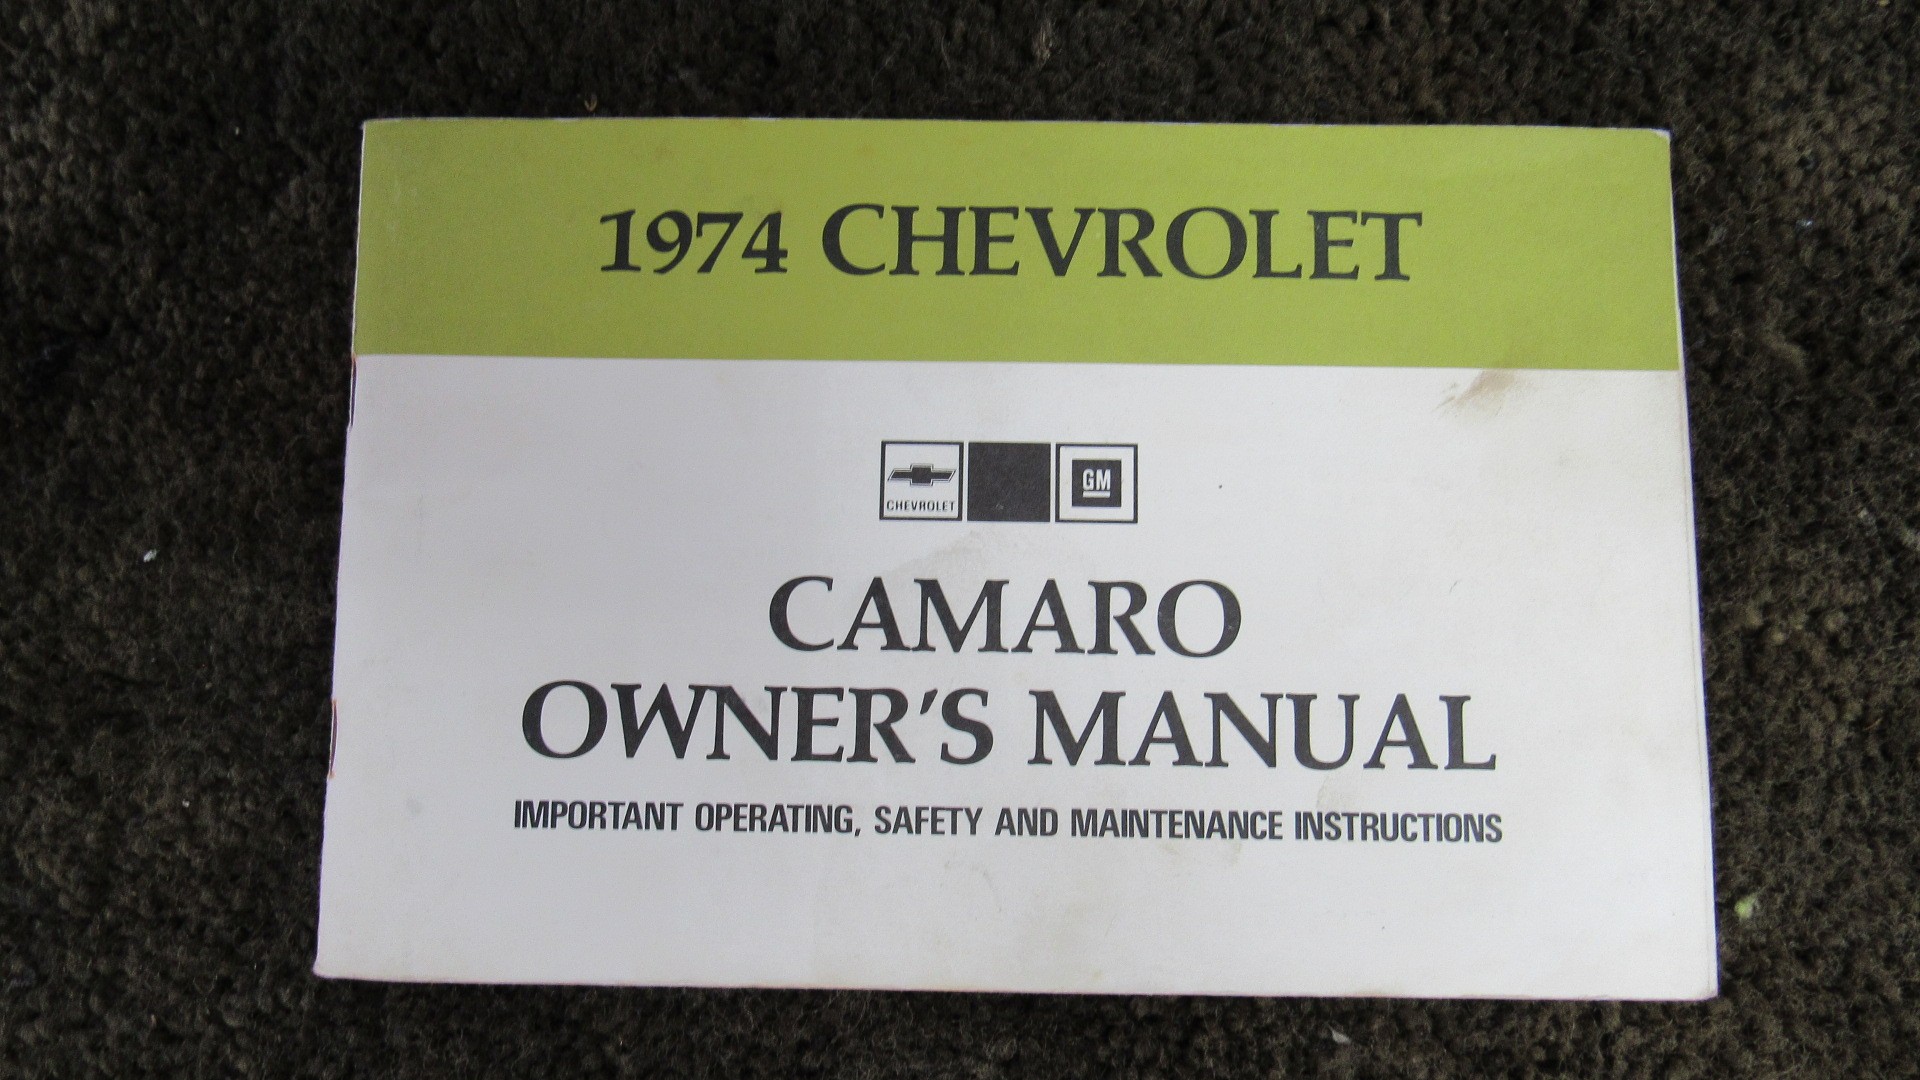 1974 CHEVROLET
CHEVROLET
GM
CAMARO
OWNER'S MANUAL
IMPORTANT OPERATING, SAFETY AND MAINTENANCE INSTRUCTIONS